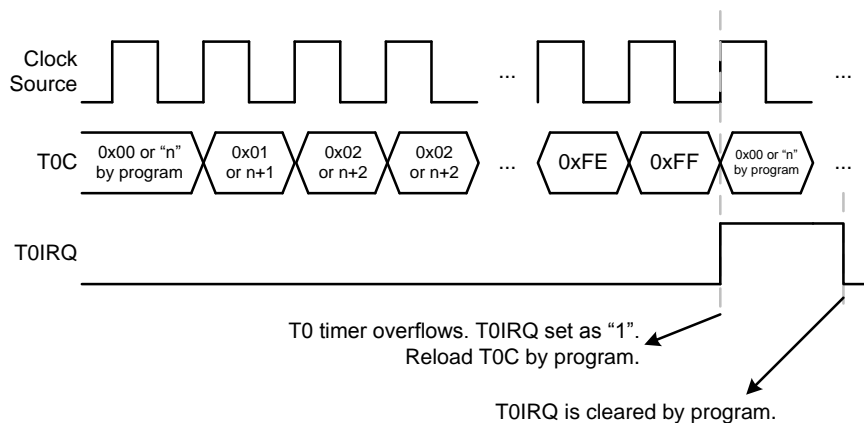 Clock
Source
...
...
T0C
0x00 or “n”
by program
0x01
or n+1
0x02
or n+2
0x02
or n+2
...
0xFE
0xFF
0x00 or “n”
by program
...
T0IRQ
T0 timer overflows. T0IRQ set as “1”.
Reload T0C by program.
T0IRQ is cleared by program.